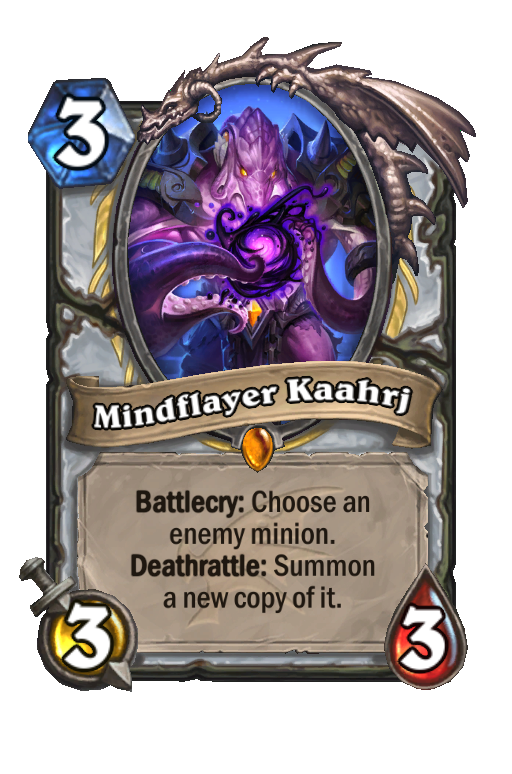 3
Mindflayer Kaahrj
Battlecry: Choose an
enemy minion.
Deathrattle: Summon
a new copy of it.
3
3